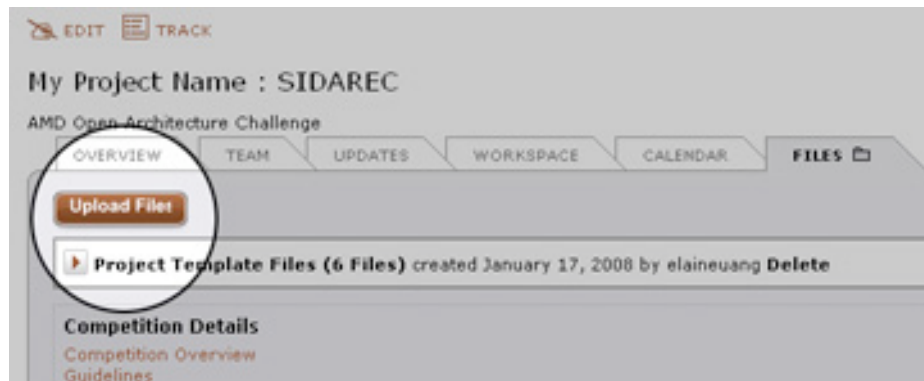 EDIT TRACK
My Project Name : SIDAREC
AMD Open Architecture Challenge
OVERVIEW TEAM UPDATES WORKSPACE CALENDAR FILES
Upload Files
Project Template Files (6 Files) created January 17, 2008 by elaineuang Delete
Competition Details
Competition Overview
Guidelines